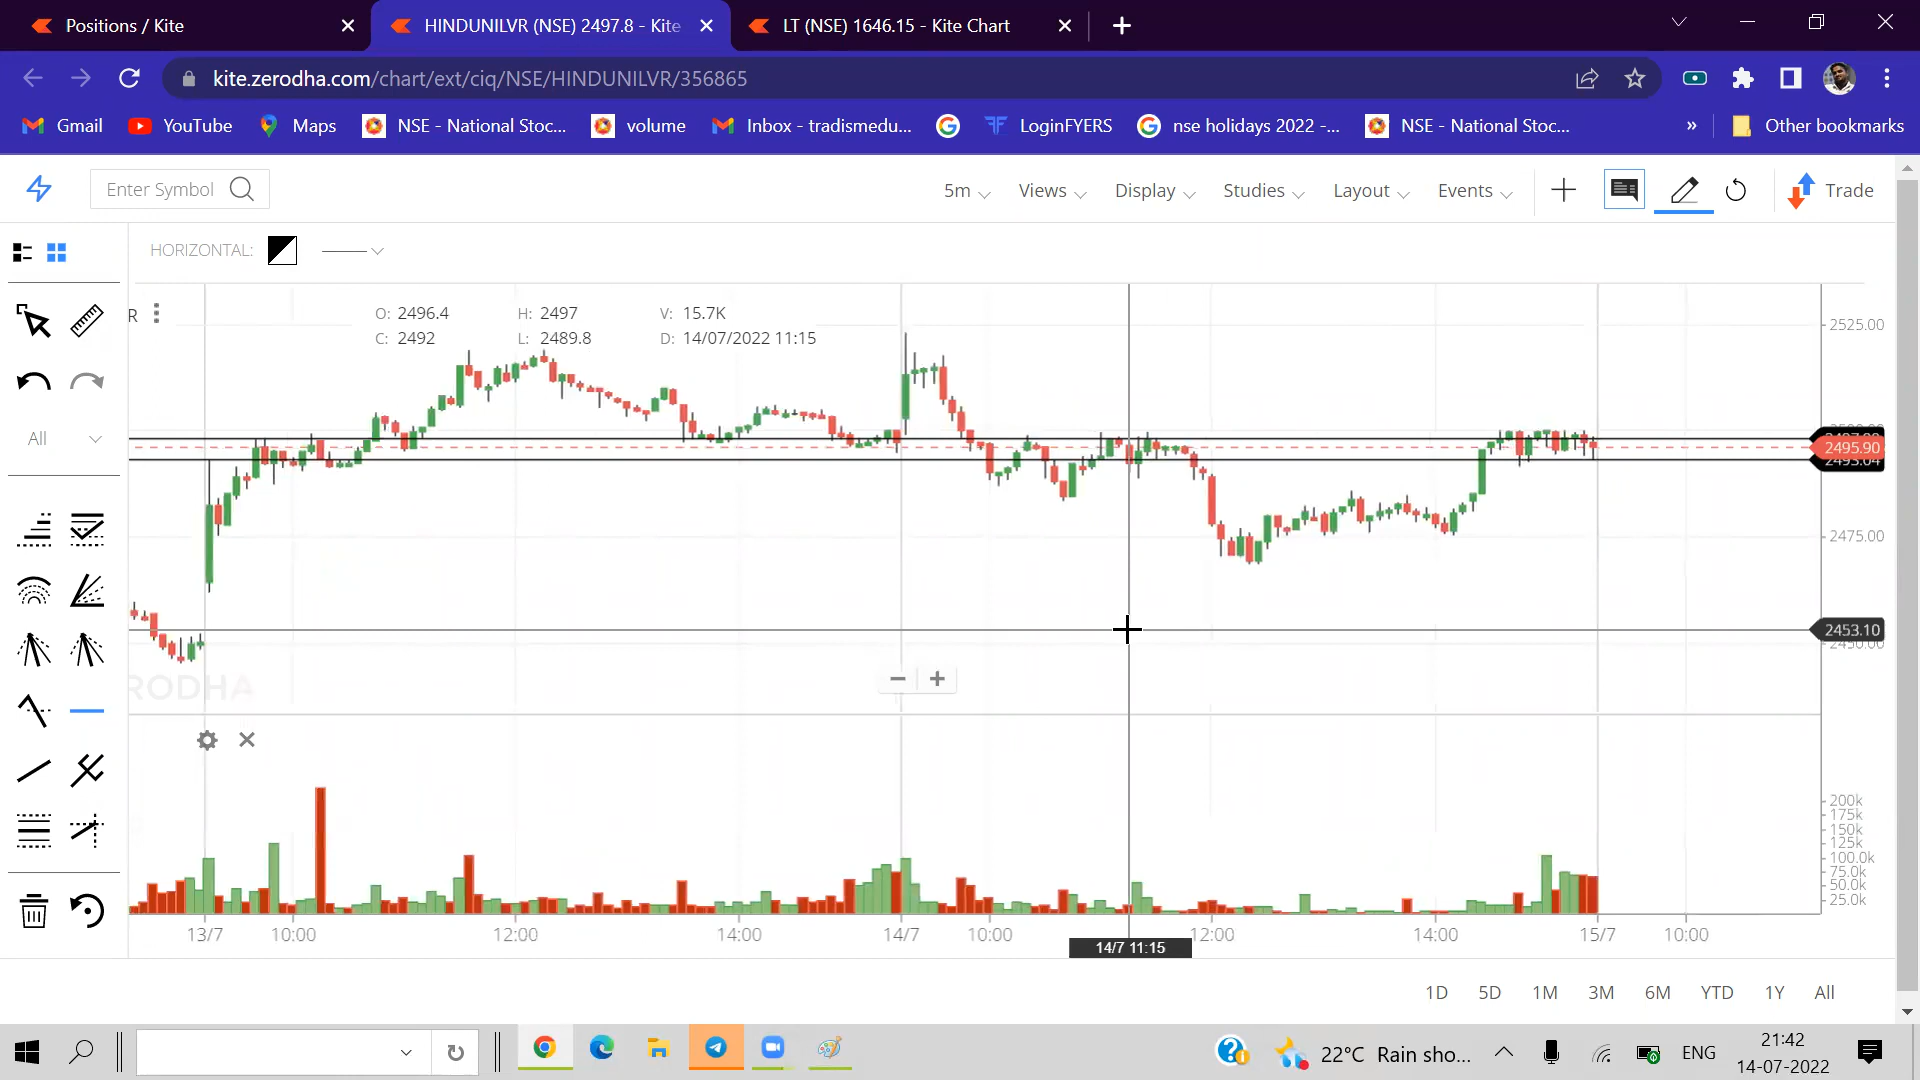 Positions / Kite
HINDUNILVR (NSE) 2497.8 - Kite
LT (NSE) 1646.15 - Kite Chart
kite.zerodha.com/chart/ext/ciq/NSE/HINDUNILVR/356865
Gmail
YouTube
Maps
NSE - National Stoc...
volume
Inbox - tradismedu...
LoginFYERS
nse holidays 2022 -...
NSE - National Stoc...
»
Other bookmarks
Enter Symbol
5m
Views
Display
Studies
Layout
Events
Trade
HORIZONTAL:
R
O: 2496.4
H: 2497
V: 15.7K
C: 2492
L: 2489.8
D: 14/07/2022 11:15
All
2525.00
2495.90
2475.00
2453.10
2450.00
RODHA
200k
175k
150k
125k
100.0k
75.0k
50.0k
25.0k
13/7
10:00
12:00
14:00
14/7
10:00
12:00
14:00
15/7
10:00
14/7 11:15
1D
5D
1M
3M
6M
YTD
1Y
All
22°C Rain sho...
ENG
21:42
14-07-2022